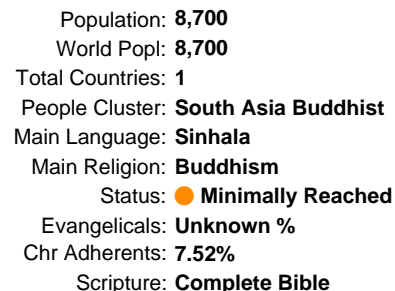 Population: 8,700
World Popl: 8,700
Total Countries: 1
People Cluster: South Asia Buddhist
Main Language: Sinhala
Main Religion: Buddhism
Status: Minimally Reached
Evangelicals: Unknown %
Chr Adherents: 7.52%
Scripture: Complete Bible